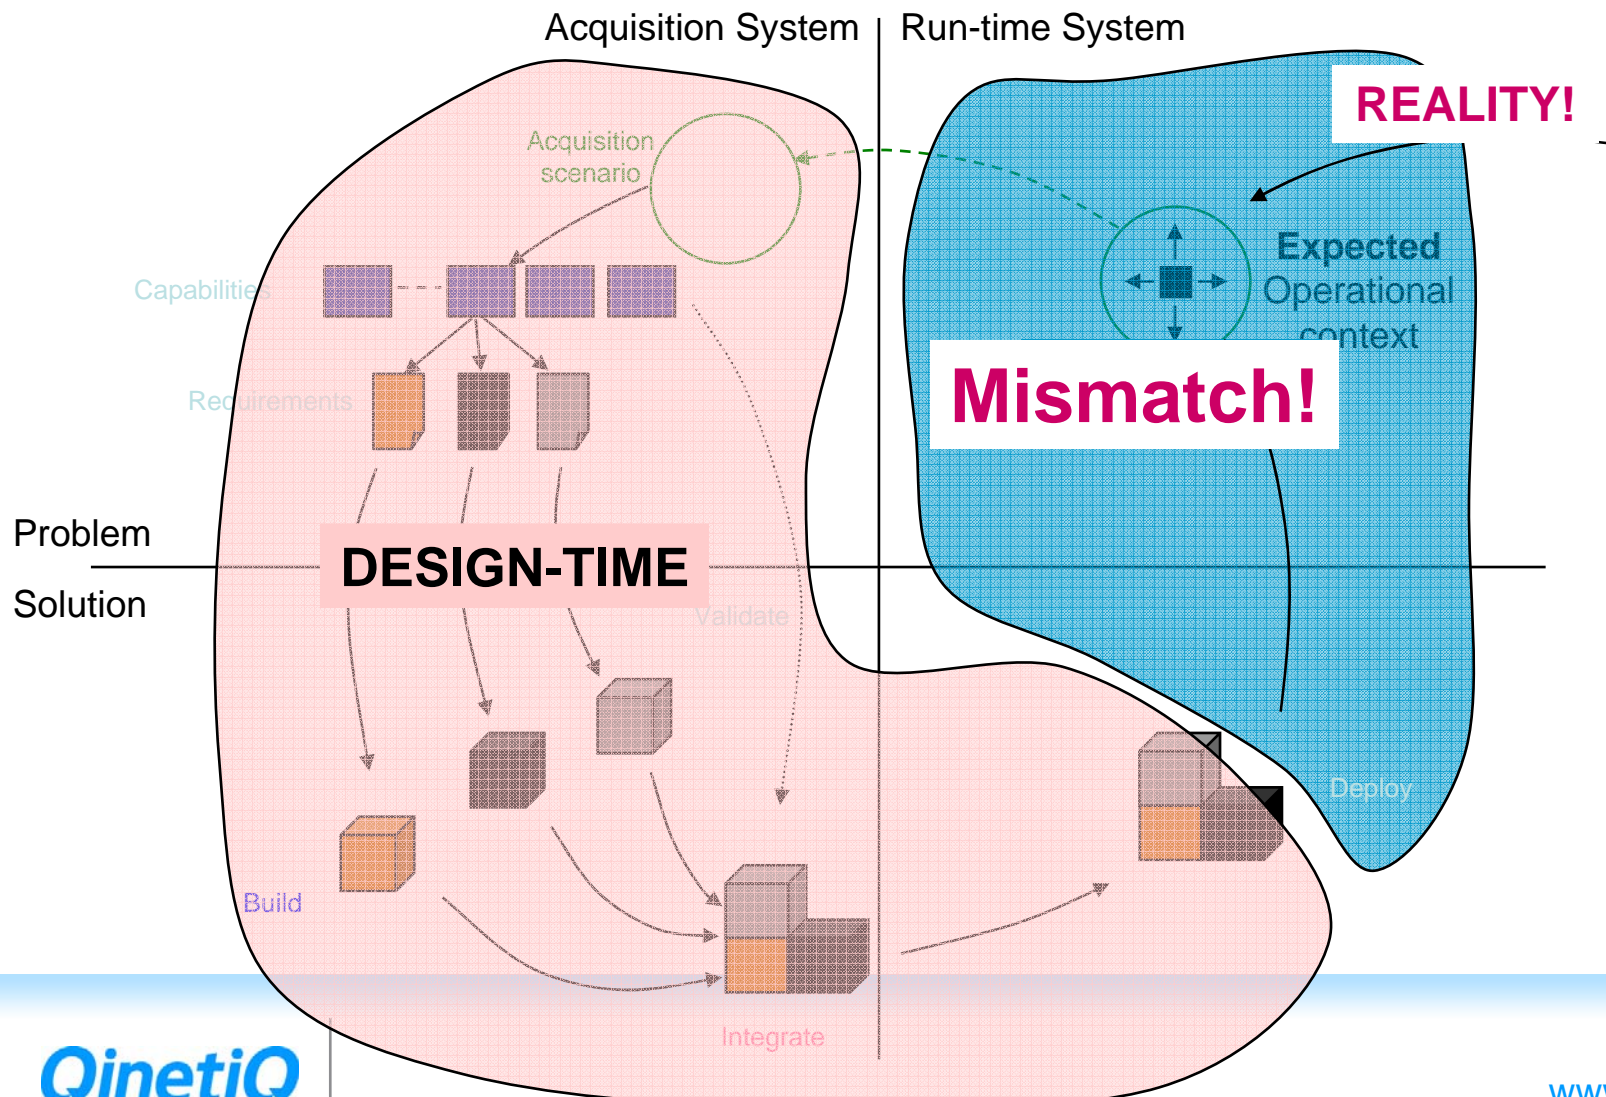 Acquisition System
Run-time System
REALITY!
Acquisition
scenario
Expected
Operational
context
Capabilities
Mismatch!
Requirements
Problem
DESIGN-TIME
Solution
Validate
Deploy
Build
Integrate
QinetiQ
www